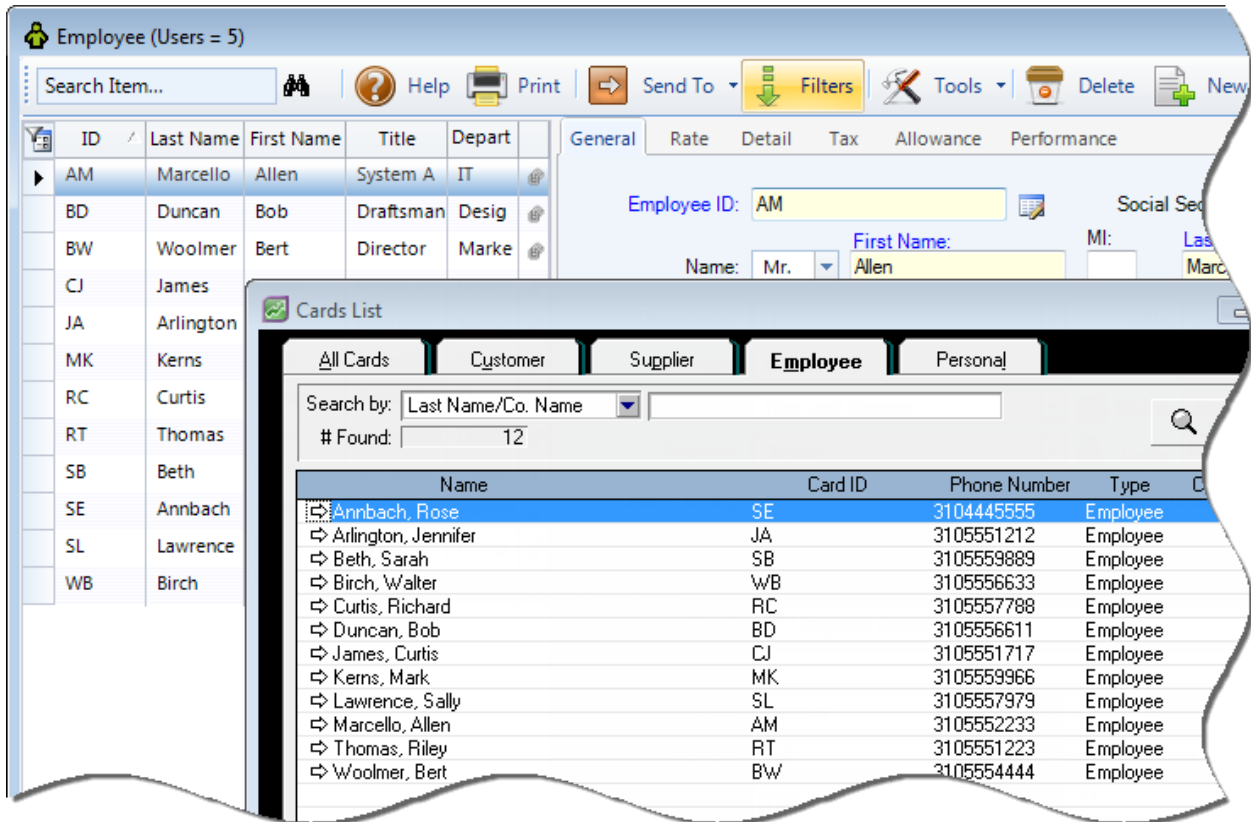 Employee (Users = 5)
Search Item... Help Print Send To Filters Tools Delete New
ID Last Name First Name Title Depart
AM Marcello Allen System A IT
BD Duncan Bob Draftsman Desig
BW Woolmer Bert Director Marke
CJ James
JA Arlington
MK Kerns
RC Curtis
RT Thomas
SB Beth
SE Annbach
SL Lawrence
WB Birch
General Rate Detail Tax Allowance Performance
Employee ID: AM Social Sec
First Name: MI: Las
Name: Mr. Allen Marc
Cards List
All Cards Customer Supplier Employee Personal
Search by: Last Name/Co. Name
# Found: 12
Name Card ID Phone Number Type C
Annbach, Rose SE 3104445555 Employee
Arlington, Jennifer JA 3105551212 Employee
Beth, Sarah SB 3105559889 Employee
Birch, Walter WB 3105556633 Employee
Curtis, Richard RC 3105557788 Employee
Duncan, Bob BD 3105556611 Employee
James, Curtis CJ 3105551717 Employee
Kerns, Mark MK 3105559966 Employee
Lawrence, Sally SL 3105557979 Employee
Marcello, Allen AM 3105552233 Employee
Thomas, Riley RT 3105551223 Employee
Woolmer, Bert BW 3105554444 Employee